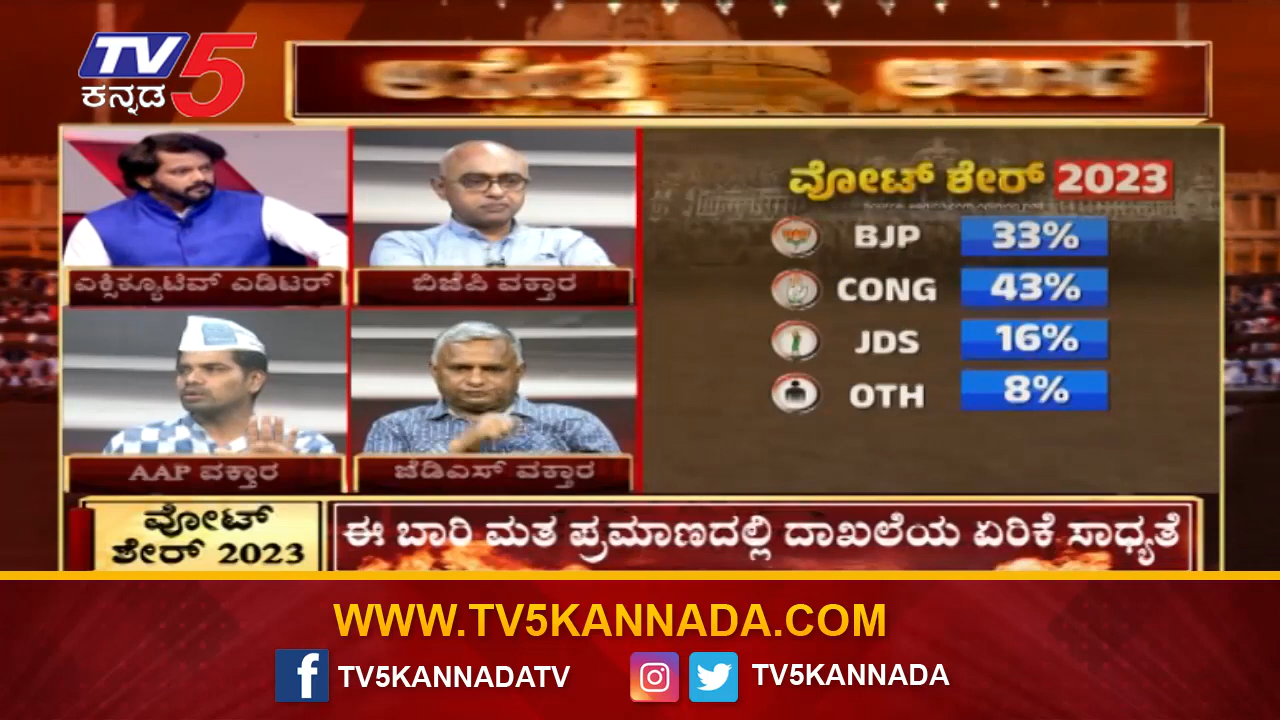 TV5
ಕನ್ನಡ
ವೋಟ್ ಶೇರ್ 2023
BJP 33%
CONG 43%
JDS 16%
OTH 8%
ಎಕ್ಸಿಕ್ಯೂಟಿವ್ ಎಡಿಟರ್
ಬಿಜೆಪಿ ವಕ್ತಾರ
AAP ವಕ್ತಾರ
ಜೆಡಿಎಸ್ ವಕ್ತಾರ
ವೋಟ್
ಶೇರ್ 2023
ಈ ಬಾರಿ ಮತ ಪ್ರಮಾಣದಲ್ಲಿ ದಾಖಲೆಯ ಏರಿಕೆ ಸಾಧ್ಯತೆ
WWW.TV5KANNADA.COM
TV5KANNADATV
TV5KANNADA